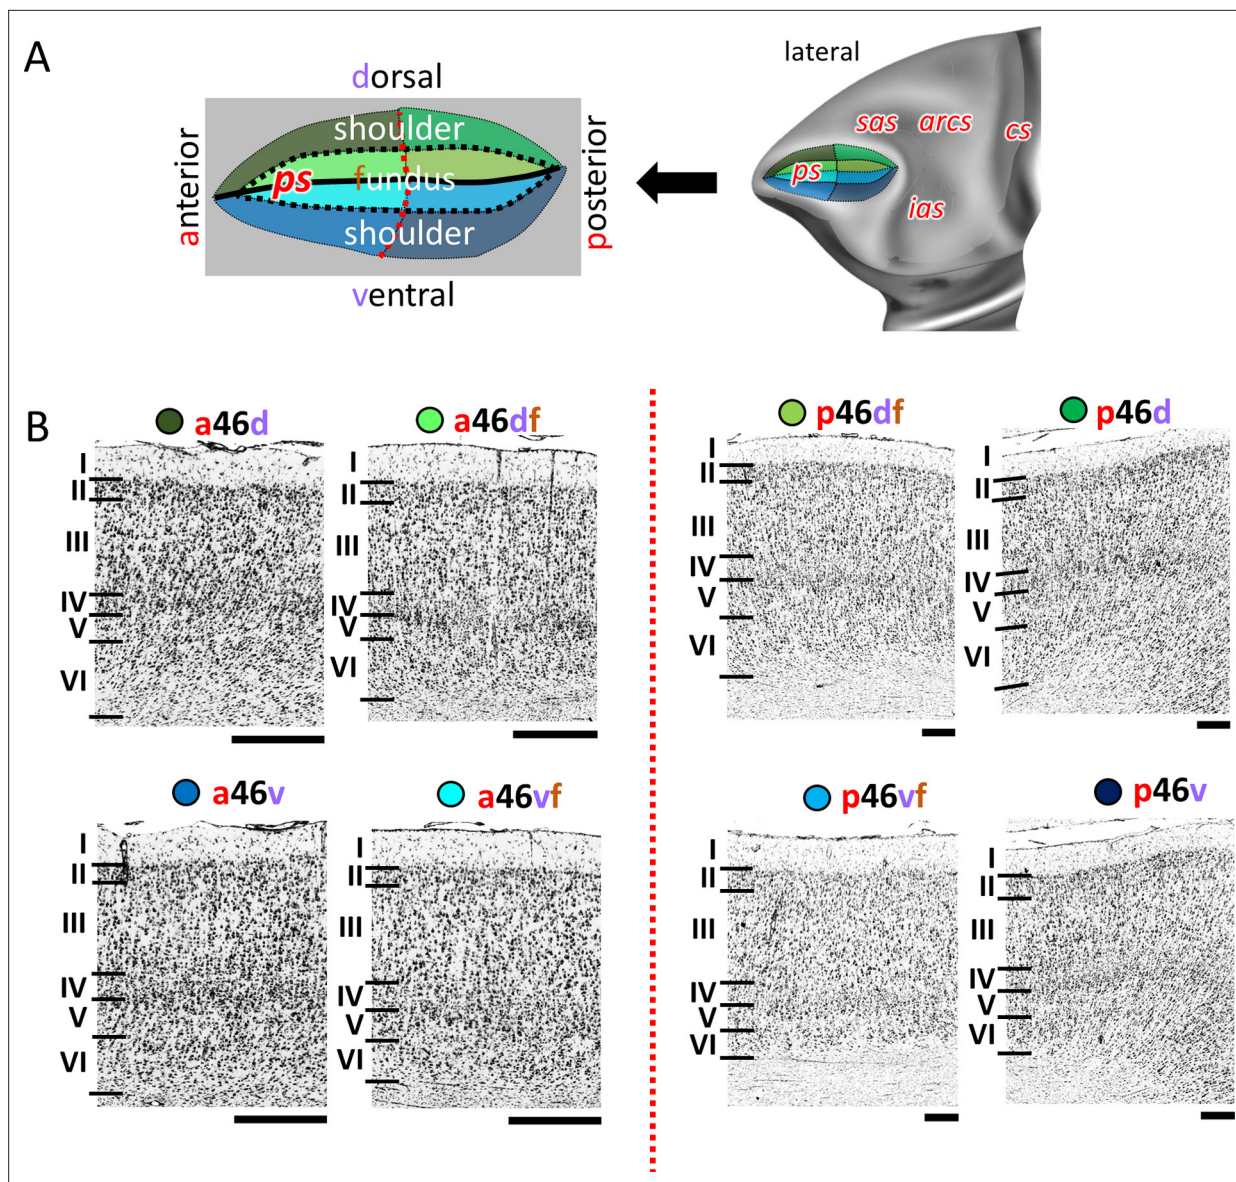 A
dorsal
anterior
shoulder
ps
fundus
shoulder
posterior
ventral
lateral
sas
arcs
cs
ps
ias
B
a46d
I
II
III
IV
V
VI
a46df
I
II
III
IV
V
VI
p46df
I
II
III
IV
V
VI
p46d
I
II
III
IV
V
VI
a46v
I
II
III
IV
V
VI
a46vf
I
II
III
IV
V
VI
p46vf
I
II
III
IV
V
VI
p46v
I
II
III
IV
V
VI